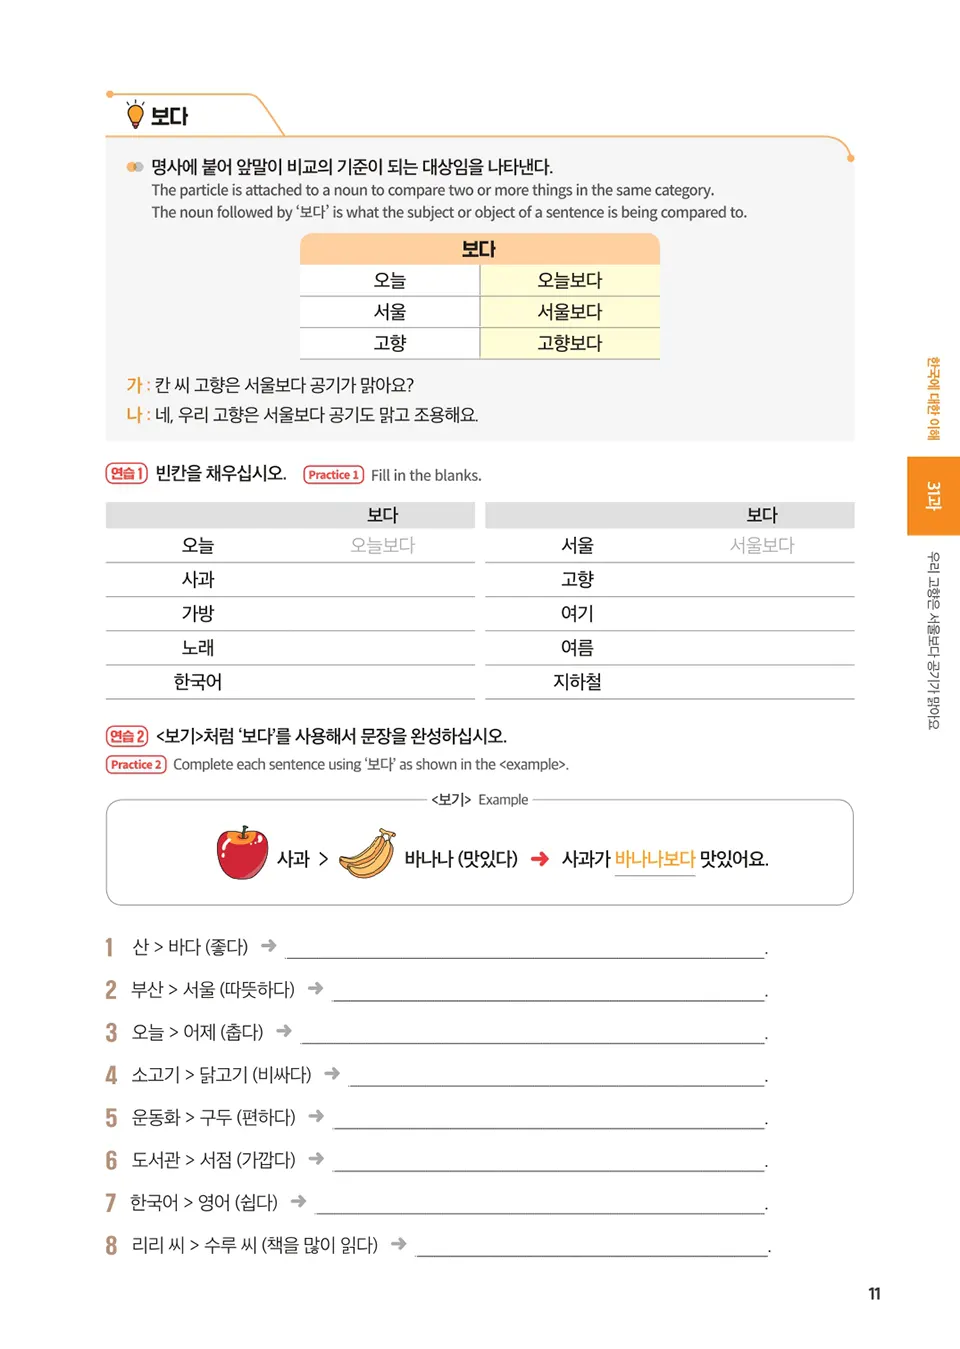 보다
명사에 붙어 앞말이 비교의 기준이 되는 대상임을 나타낸다.
The particle is attached to a noun to compare two or more things in the same category.
The noun followed by ‘보다’ is what the subject or object of a sentence is being compared to.
보다
오늘 오늘보다
서울 서울보다
고향 고향보다
가 : 칸 씨 고향은 서울보다 공기가 맑아요?
나 : 네, 우리 고향은 서울보다 공기도 맑고 조용해요.
연습 1 빈칸을 채우십시오. Practice 1 Fill in the blanks.
보다 보다
오늘 오늘보다 서울 서울보다
사과 고향
가방 여기
노래 여름
한국어 지하철
연습 2 <보기>처럼 ‘보다’를 사용해서 문장을 완성하십시오.
Practice 2 Complete each sentence using ‘보다’ as shown in the <example>.
<보기> Example
사과 > 바나나 (맛있다) ➜ 사과가 바나나보다 맛있어요.
1 산 > 바다 (좋다) ➜ .
2 부산 > 서울 (따뜻하다) ➜ .
3 오늘 > 어제 (춥다) ➜ .
4 소고기 > 닭고기 (비싸다) ➜ .
5 운동화 > 구두 (편하다) ➜ .
6 도서관 > 서점 (가깝다) ➜ .
7 한국어 > 영어 (쉽다) ➜ .
8 리리 씨 > 수루 씨 (책을 많이 읽다) ➜ .
한국에 대한 이해
31과
우리 고향은 서울보다 공기가 맑아요
11